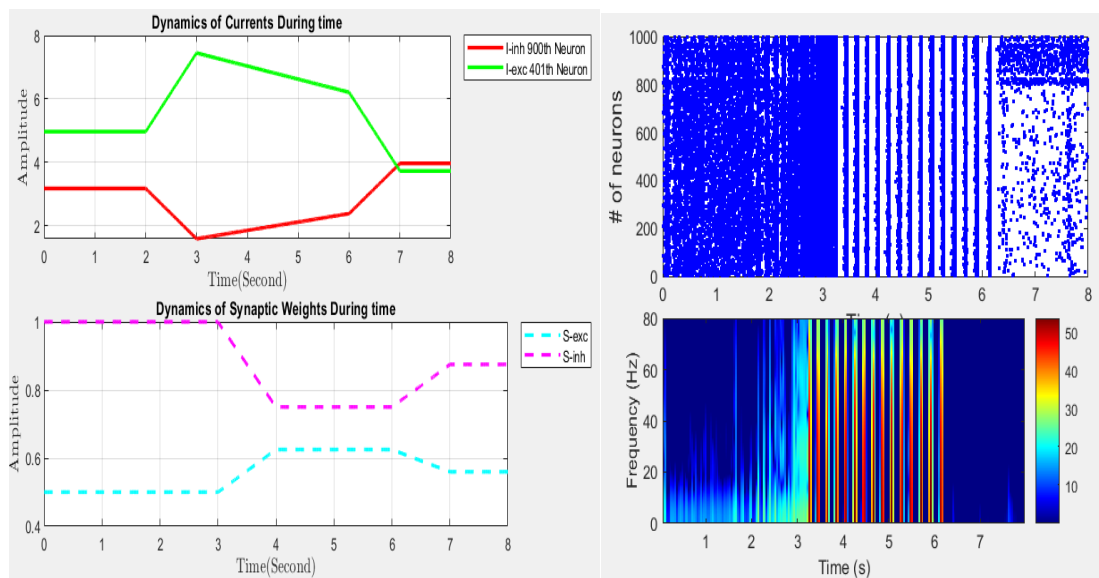 Dynamics of Currents During time
8
6
4
2
Amplitude
0 1 2 3 4 5 6 7 8
Time(Second)
I-inh 900th Neuron
I-exc 401th Neuron
Dynamics of Synaptic Weights During time
1
0.8
0.6
0.4
Amplitude
0 1 2 3 4 5 6 7 8
Time(Second)
S-exc
S-inh
1000
800
600
400
200
0
# of neurons
0 1 2 3 4 5 6 7 8
80
60
40
20
0
Frequency (Hz)
1 2 3 4 5 6 7
Time (s)
50
40
30
20
10